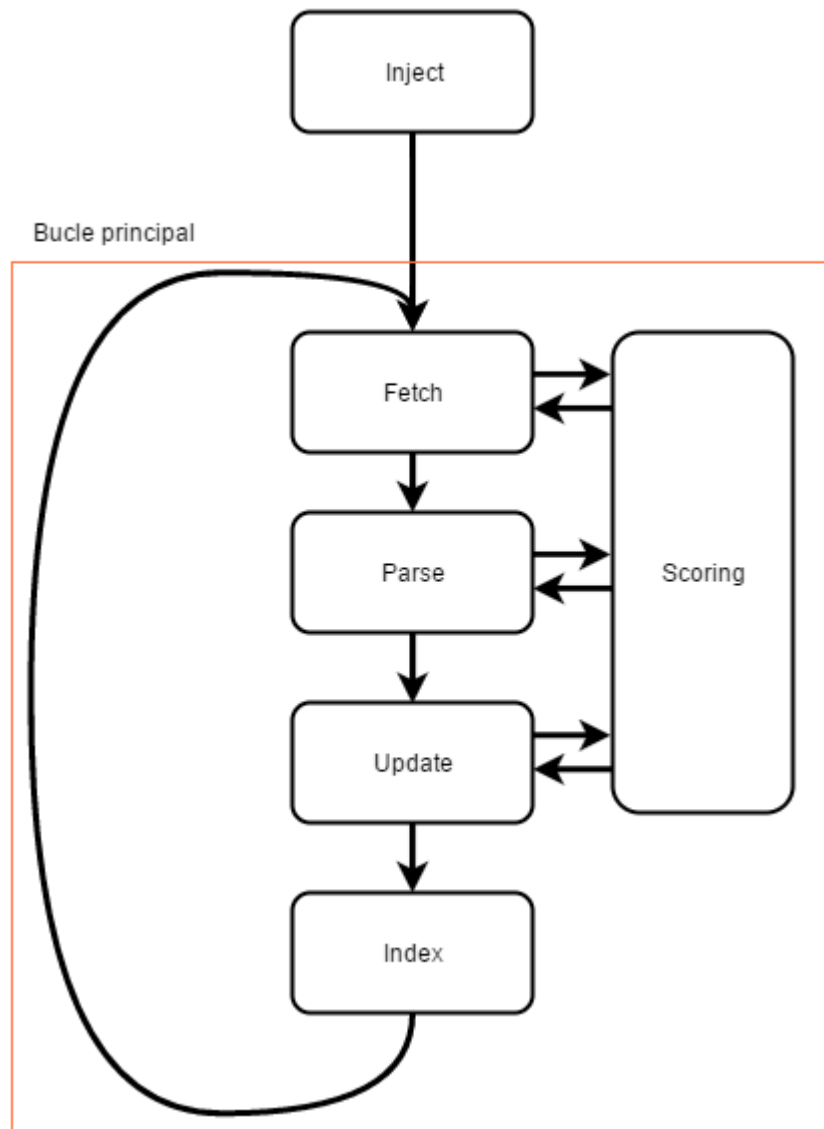 Inject
Bucle principal
Fetch
Parse
Scoring
Update
Index